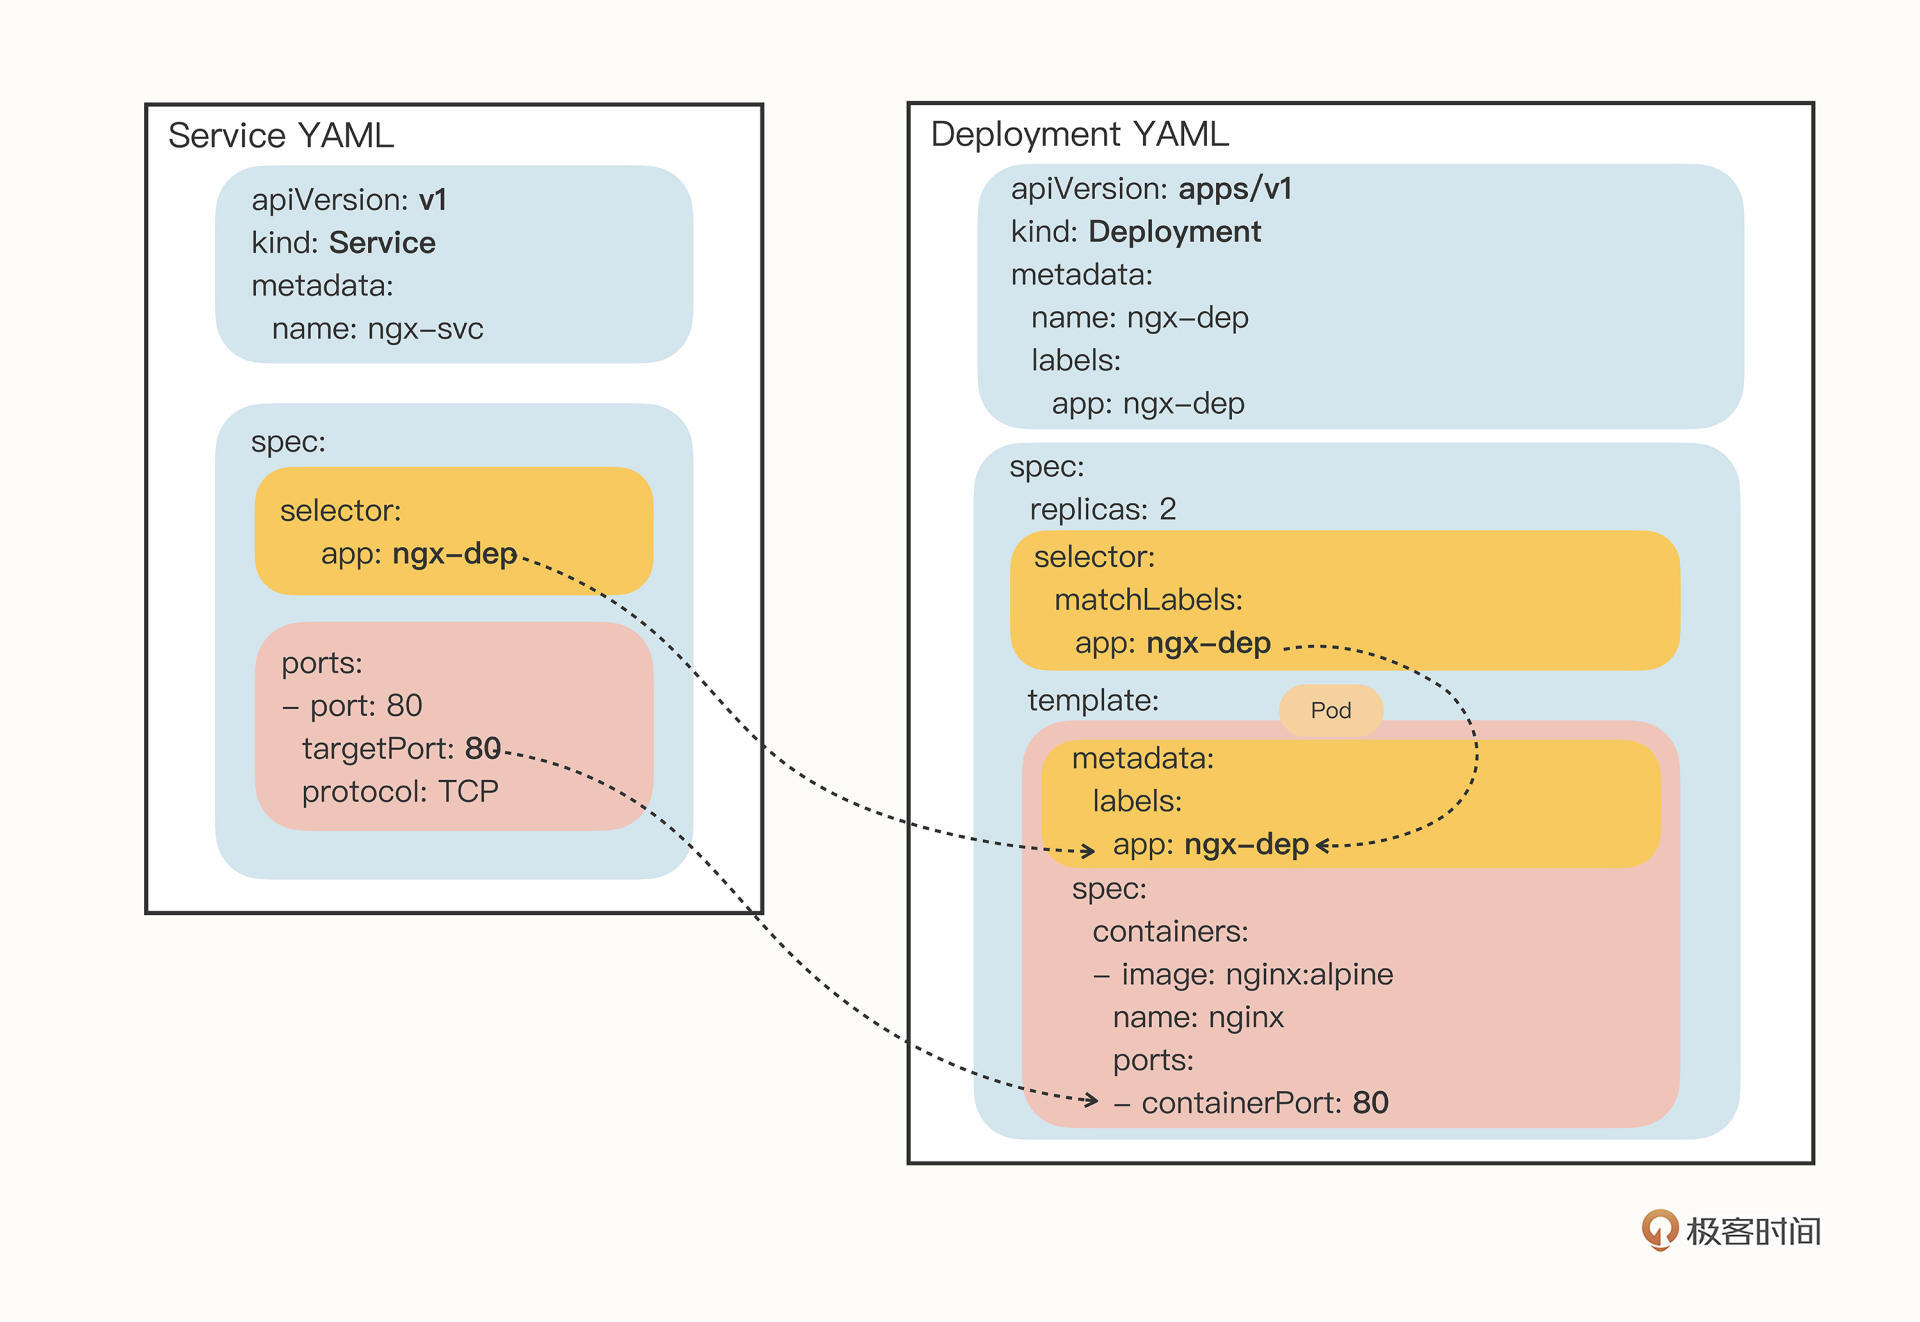 Service YAML
apiVersion: v1
kind: Service
metadata:
name: ngx-svc
spec:
selector:
app: ngx-dep
ports:
- port: 80
targetPort: 80
protocol: TCP
Deployment YAML
apiVersion: apps/v1
kind: Deployment
metadata:
name: ngx-dep
labels:
app: ngx-dep
spec:
replicas: 2
selector:
matchLabels:
app: ngx-dep
template:
Pod
metadata:
labels:
app: ngx-dep
spec:
containers:
- image: nginx:alpine
name: nginx
ports:
- containerPort: 80
极客时间